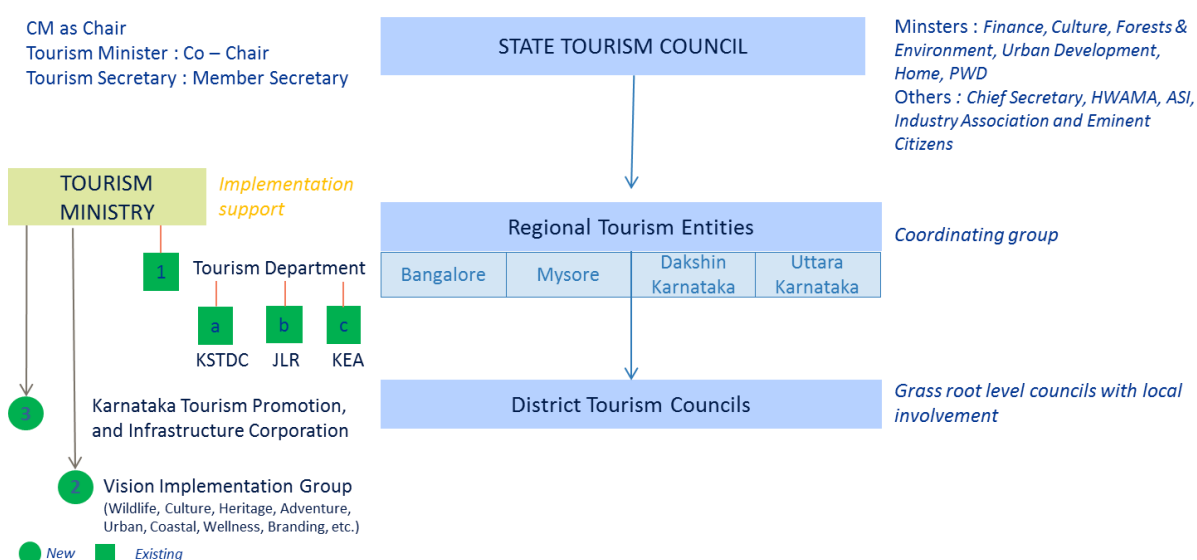 CM as Chair
Tourism Minister : Co – Chair
Tourism Secretary : Member Secretary
STATE TOURISM COUNCIL
Minsters : Finance, Culture, Forests &
Environment, Urban Development,
Home, PWD
Others : Chief Secretary, HWAMA, ASI,
Industry Association and Eminent
Citizens
TOURISM
MINISTRY
Implementation
support
Regional Tourism Entities
Coordinating group
Bangalore
Mysore
Dakshin
Karnataka
Uttara
Karnataka
1
Tourism Department
a
b
c
KSTDC
JLR
KEA
District Tourism Councils
Grass root level councils with local
involvement
3
Karnataka Tourism Promotion,
and Infrastructure Corporation
2
Vision Implementation Group
(Wildlife, Culture, Heritage, Adventure,
Urban, Coastal, Wellness, Branding, etc.)
New
Existing